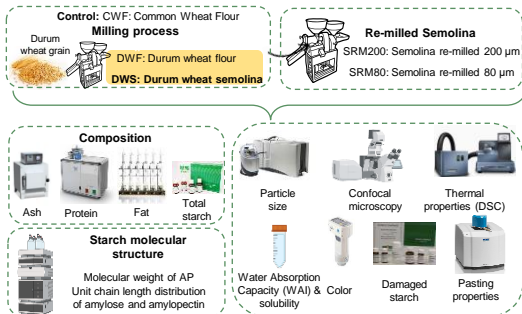 Control: CWF: Common Wheat Flour
Milling process
Durum
wheat grain
DWF: Durum wheat flour
DWS: Durum wheat semolina
Re-milled Semolina
SRM200: Semolina re-milled 200 µm
SRM80: Semolina re-milled 80 µm
Composition
Ash
Protein
Fat
Total
starch
Starch molecular
structure
Molecular weight of AP
Unit chain length distribution
of amylose and amylopectin
Particle
size
Confocal
microscopy
Thermal
properties (DSC)
Water Absorption
Capacity (WAI) &
solubility
Color
Damaged
starch
Pasting
properties